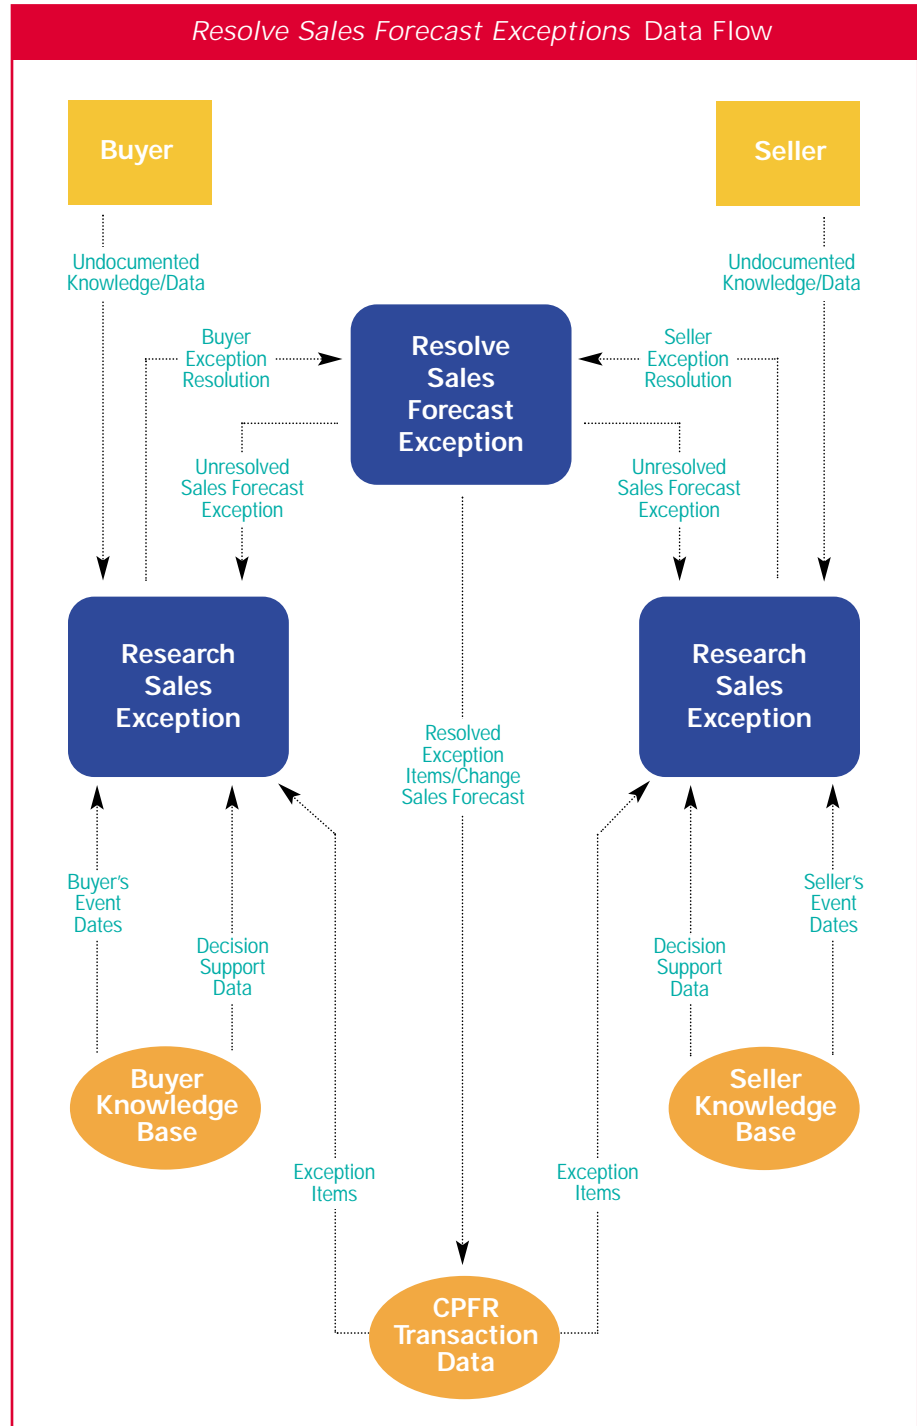 Resolve Sales Forecast Exceptions Data Flow
Buyer
Seller
Undocumented
Knowledge/Data
Undocumented
Knowledge/Data
Buyer
Exception
Resolution
Resolve
Sales
Forecast
Exception
Seller
Exception
Resolution
Unresolved
Sales Forecast
Exception
Unresolved
Sales Forecast
Exception
Research
Sales
Exception
Research
Sales
Exception
Resolved
Exception
Items/Change
Sales Forecast
Buyer's
Event
Dates
Decision
Support
Data
Decision
Support
Data
Seller's
Event
Dates
Buyer
Knowledge
Base
Seller
Knowledge
Base
Exception
Items
Exception
Items
CPFR
Transaction
Data